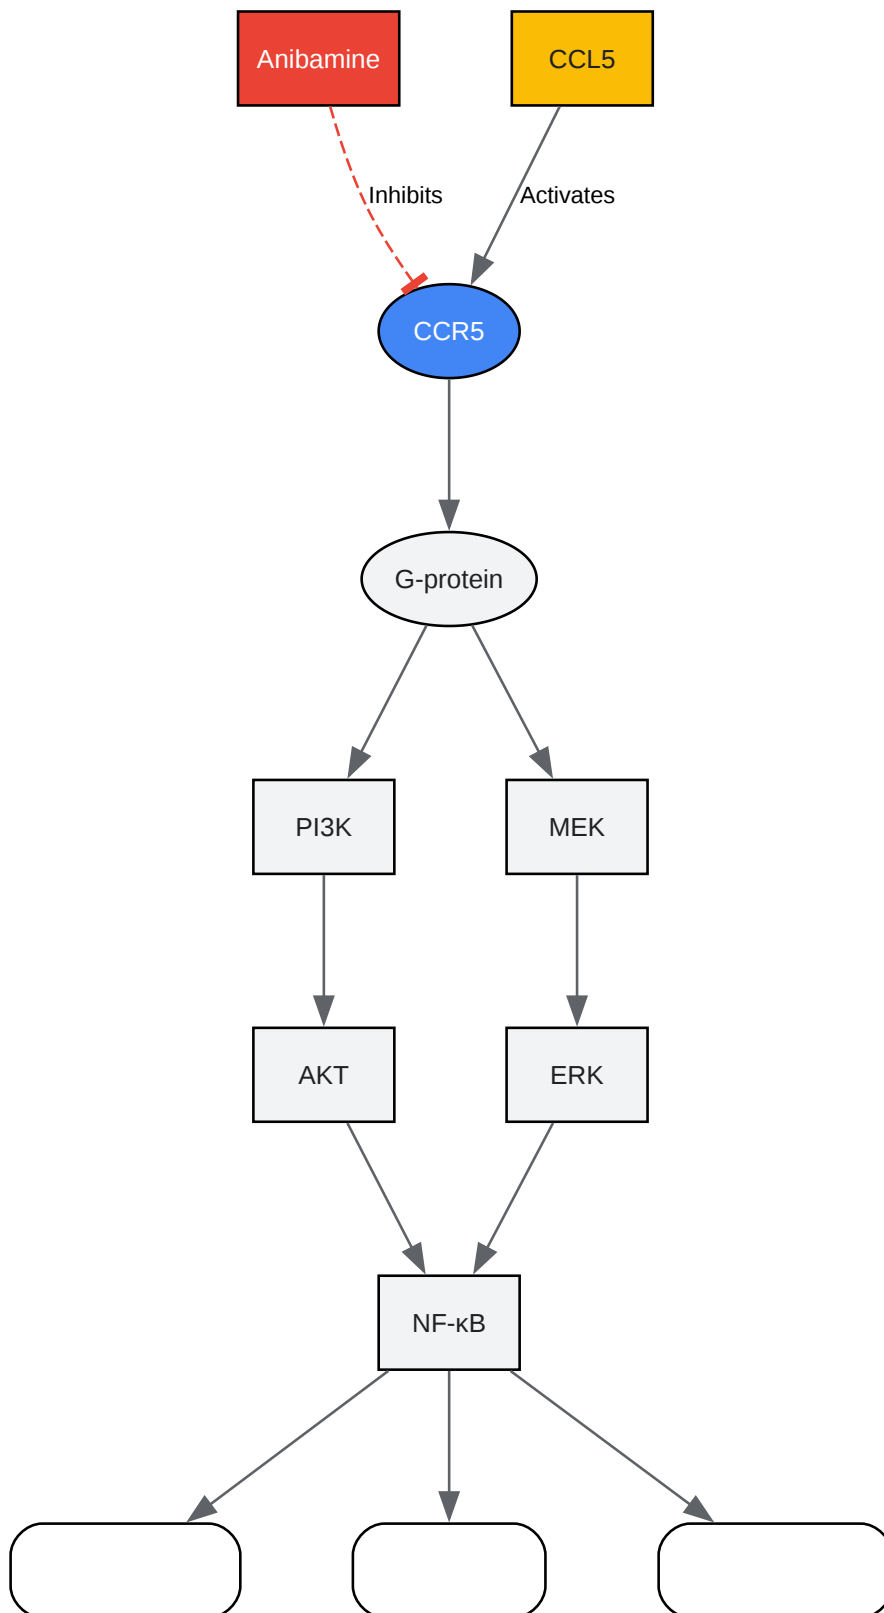 Anibamine
CCL5
Inhibits
Activates
CCR5
G-protein
PI3K
MEK
AKT
ERK
NF-κB